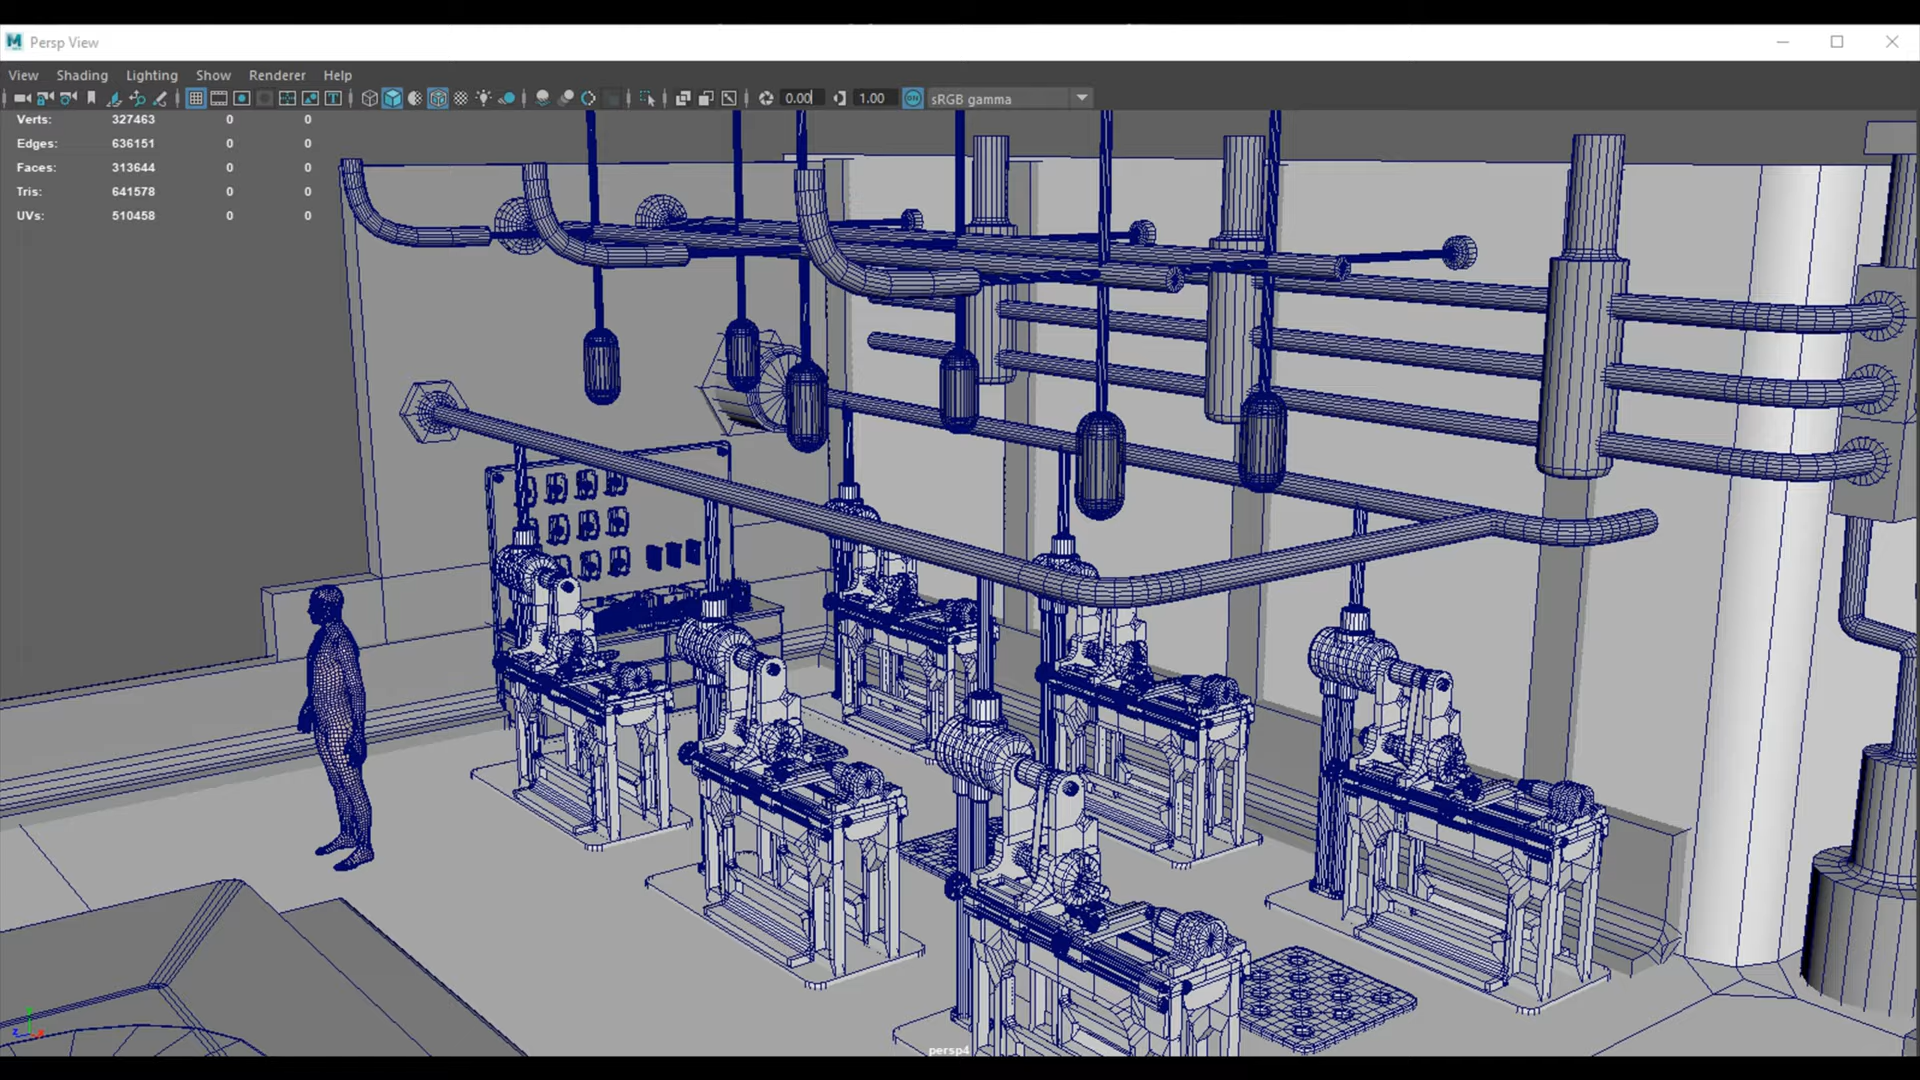 Persp View
View Shading Lighting Show Renderer Help
0.00 1.00 ON sRGB gamma
Verts: 327463 0 0
Edges: 636151 0 0
Faces: 313644 0 0
Tris: 641578 0 0
UVs: 510458 0 0
z x
persp4